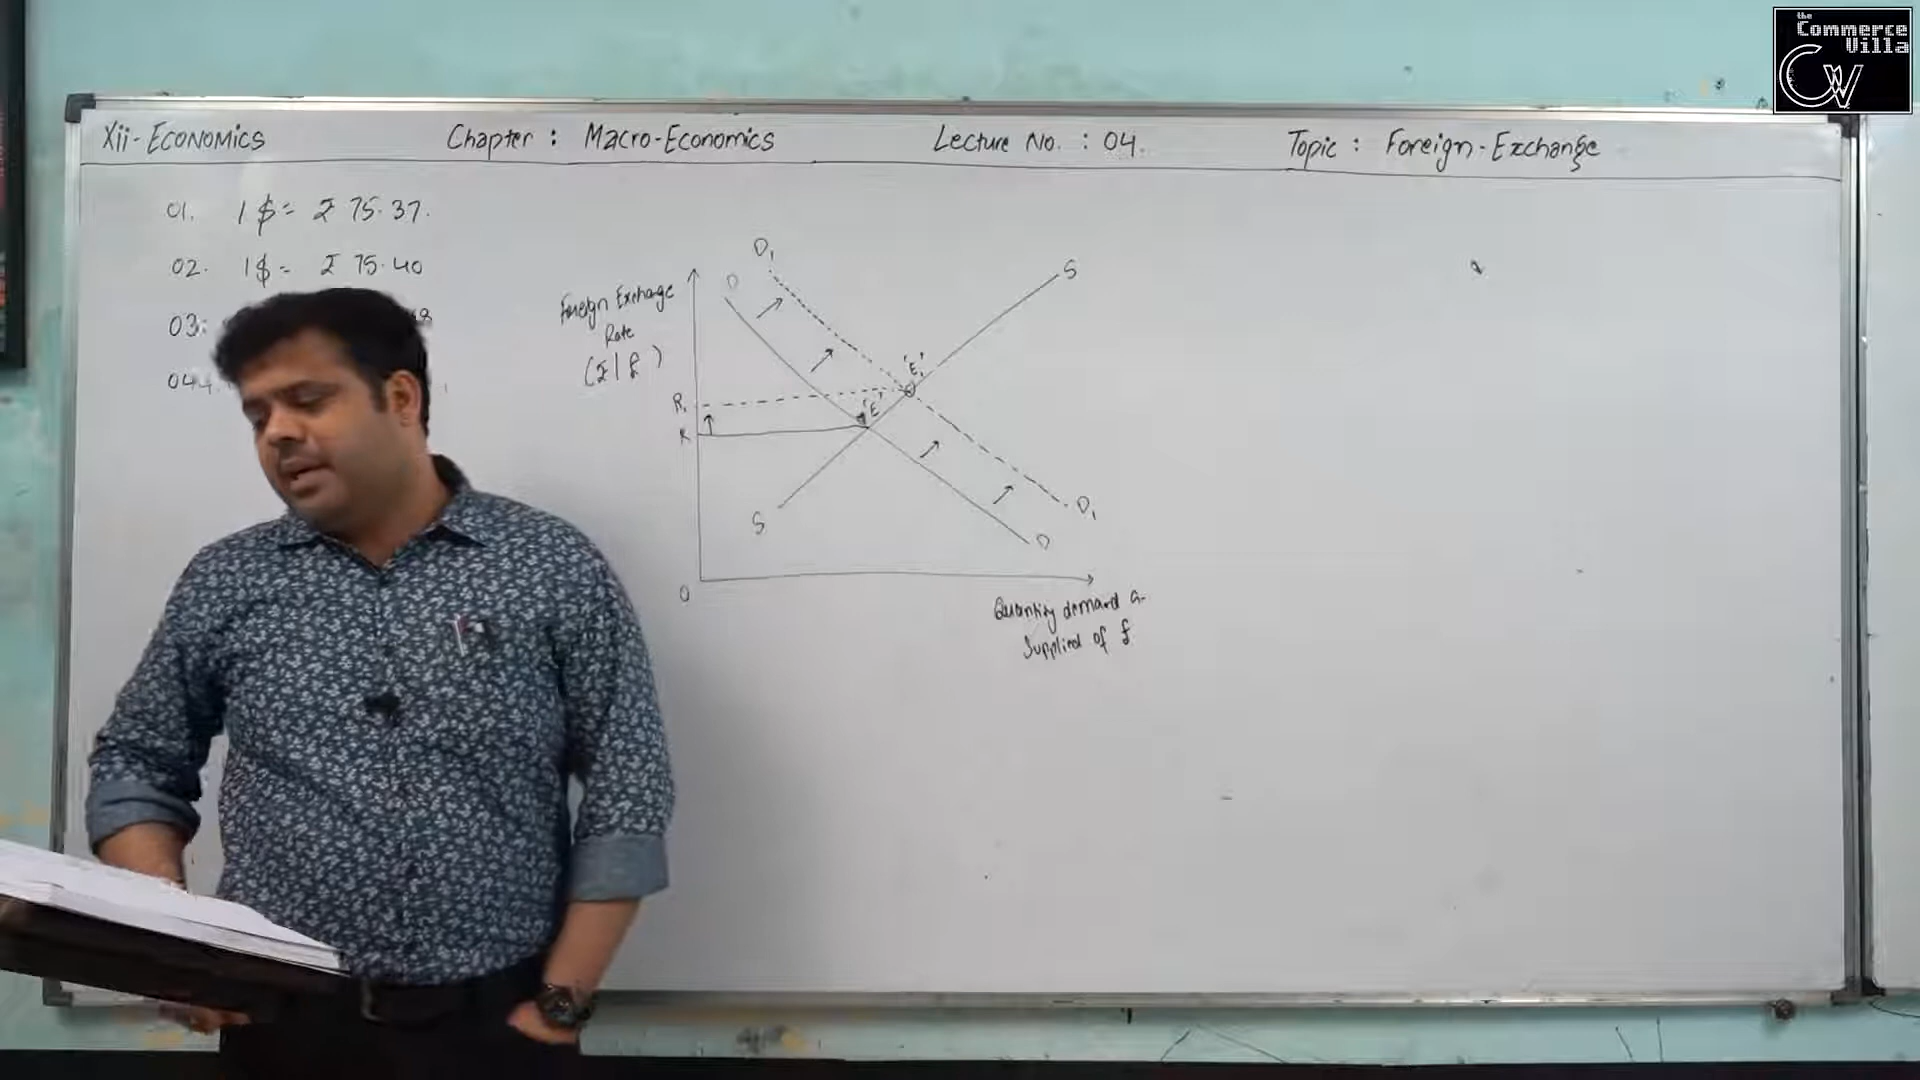 the
Commerce
Villa
CW
Xii-Economics
Chapter : Macro-Economics
Lecture No. : 04.
Topic : Foreign-Exchange
01. 1 $ = ₹ 75.37.
02. 1$ = ₹ 75.40
03:
D₁
D
S
Foreign Exchange
Rate
(₹/£)
'E₁'
R₁
'E'
R
S
D₁
D
O
Quantity demand &
Supplied of £